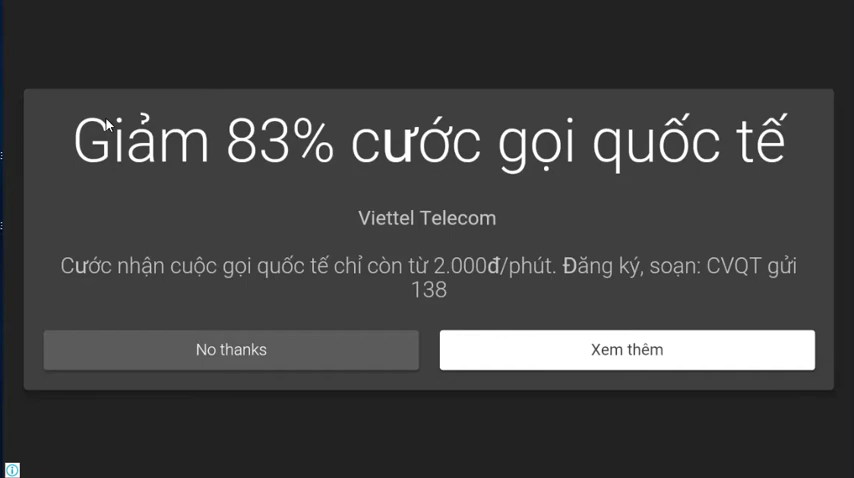 Giảm 83% cước gọi quốc tế
Viettel Telecom
Cước nhận cuộc gọi quốc tế chỉ còn từ 2.000đ/phút. Đăng ký, soạn: CVQT gửi
138
No thanks
Xem thêm